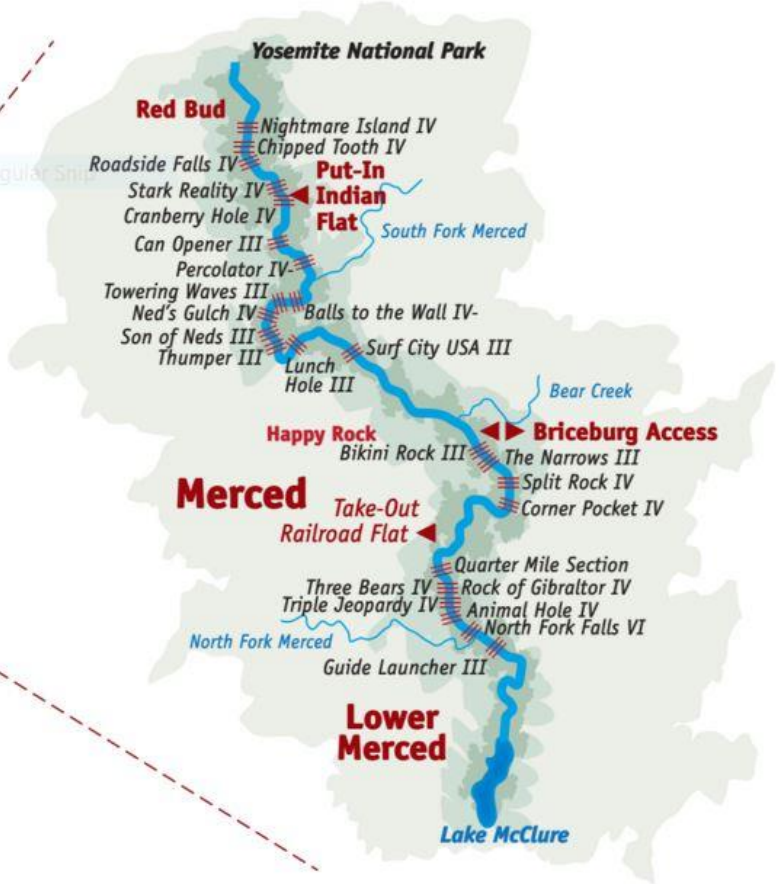 Yosemite National Park
Red Bud
Nightmare Island IV
Chipped Tooth IV
Roadside Falls IV
gular Snip
Stark Reality IV
Put-In
Indian
Flat
Cranberry Hole IV
South Fork Merced
Can Opener III
Percolator IV-
Towering Waves III
Balls to the Wall IV-
Ned's Gulch IV
Son of Neds III
Thumper III
Surf City USA III
Lunch
Hole III
Bear Creek
Happy Rock
Briceburg Access
Bikini Rock III
The Narrows III
Split Rock IV
Merced
Corner Pocket IV
Take-Out
Railroad Flat
Quarter Mile Section
Three Bears IV
Rock of Gibraltor IV
Triple Jeopardy IV
Animal Hole IV
North Fork Falls VI
North Fork Merced
Guide Launcher III
Lower
Merced
Lake McClure